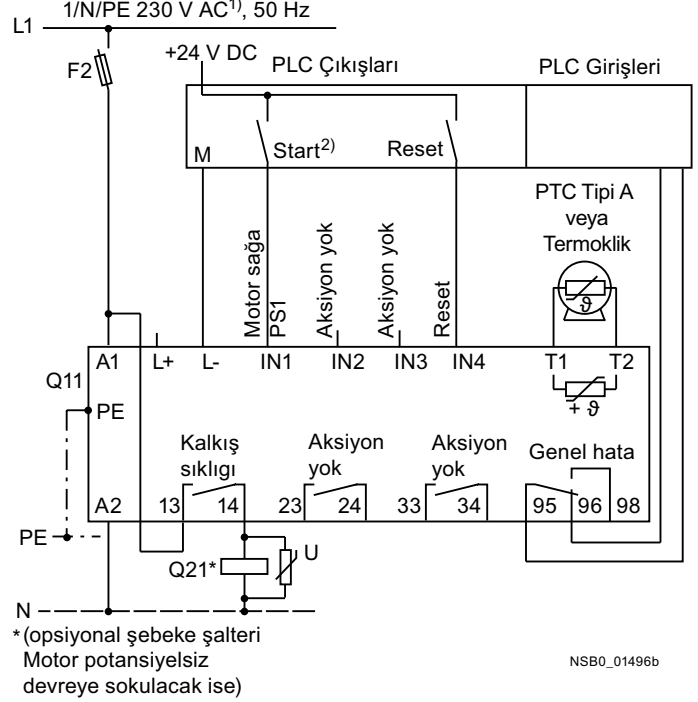 1/N/PE 230 V AC1), 50 Hz
L1
F2
+24 V DC
PLC Çıkışları
PLC Girişleri
M
Start2)
Reset
PTC Tipi A
veya
Termoklik
ϑ
Motor sağa
PS1
Aksiyon yok
Aksiyon yok
Reset
A1
L+
L-
IN1
IN2
IN3
IN4
T1
T2
Q11
PE
+ ϑ
Kalkış
sıklıgı
Aksiyon
yok
Aksiyon
yok
Genel hata
A2
13
14
23
24
33
34
95
96
98
PE
Q21*
U
N
*(opsiyonal şebeke şalteri
Motor potansiyelsiz
devreye sokulacak ise)
NSB0_01496b